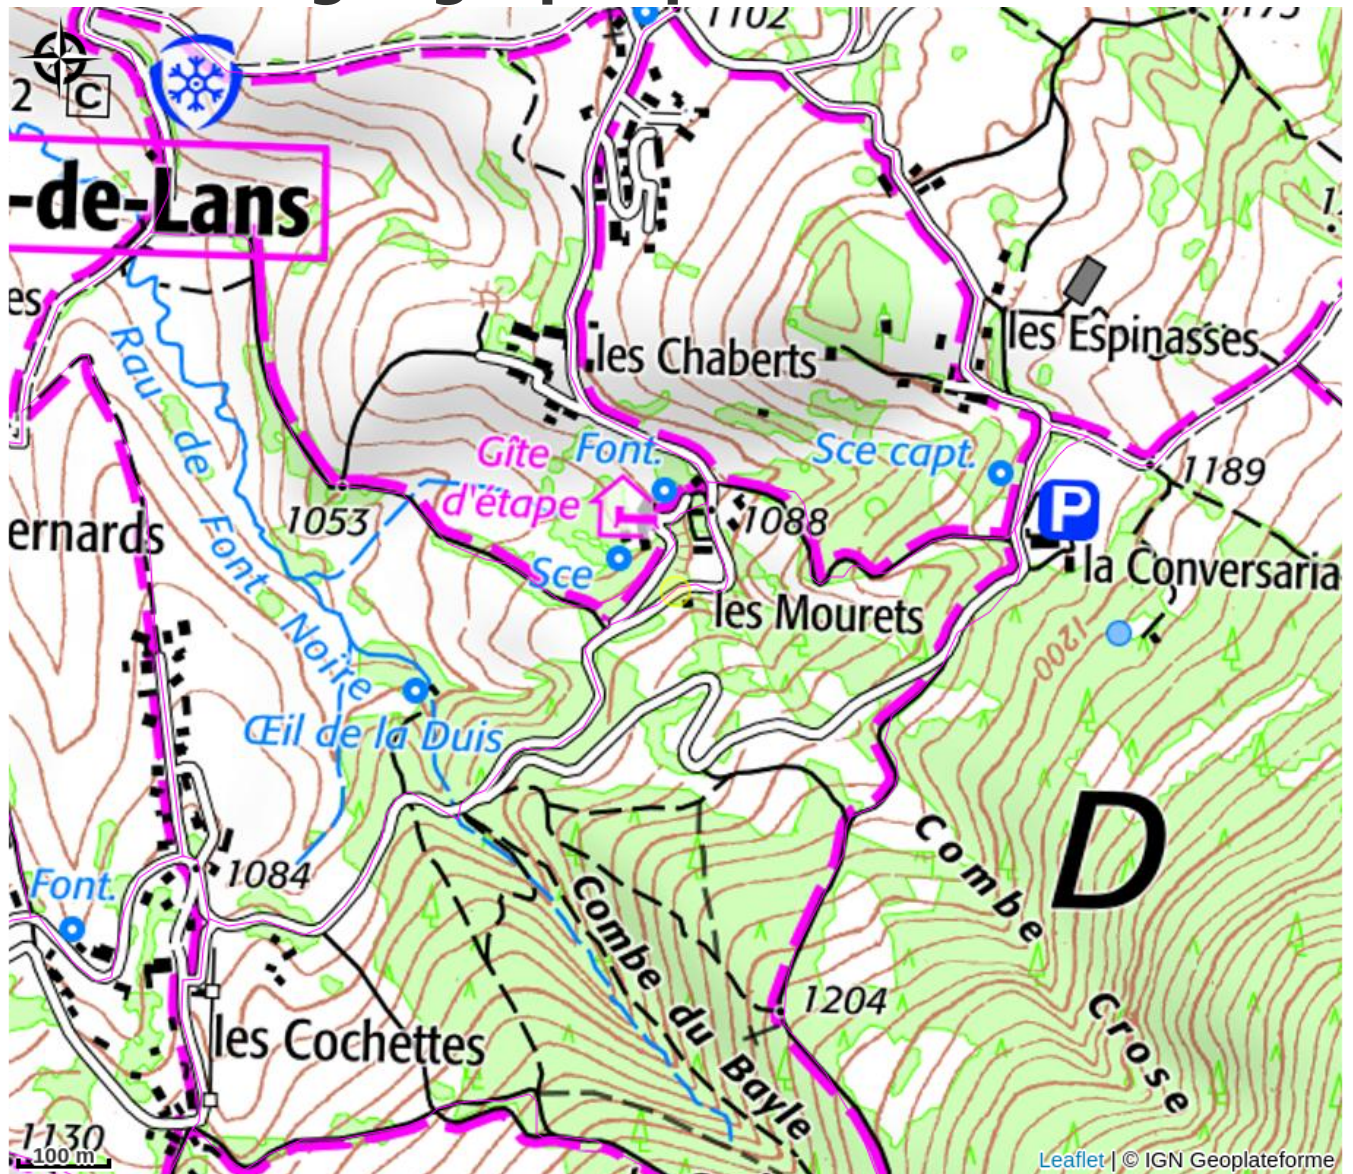 1102
1173
2
C
-de-Lans
es
les Espinasses
les Chaberts
Rau de Font Noire
Gîte
d'étape
Font.
Sce capt.
1189
P
1053
1088
ernards
Sce
la Conversaria
les Mourets
1200
Œil de la Duis
D
Combe Crose
1084
Font.
Combe du Bayle
1204
les Cochettes
1130
100 m
Leaflet | © IGN Geoplateforme